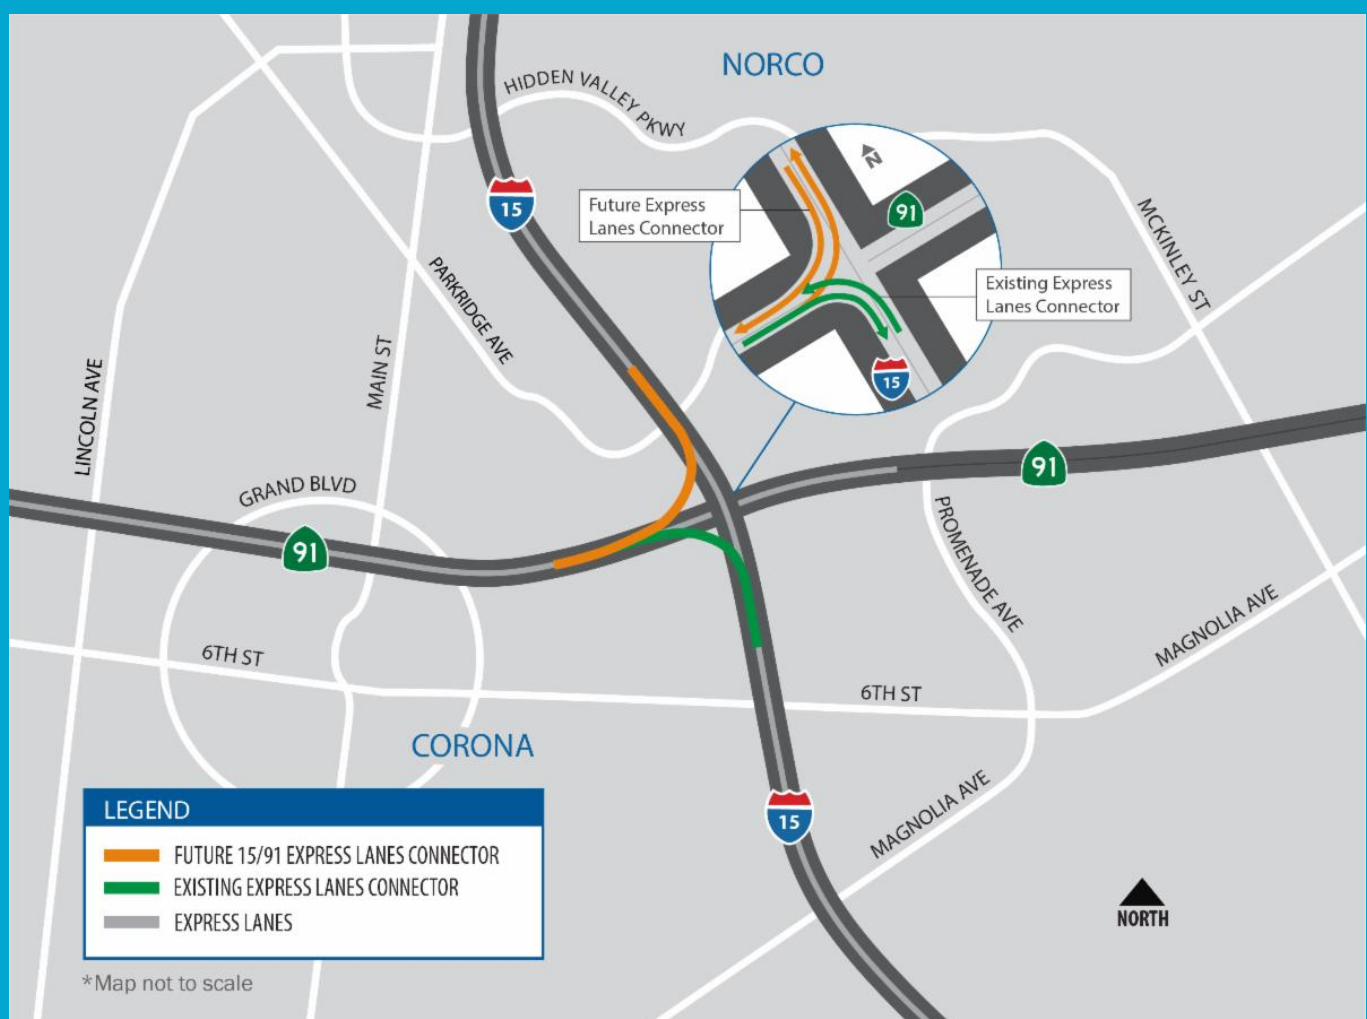 NORCO
HIDDEN VALLEY PKWY
15
Future Express
Lanes Connector
N
91
MCKINLEY ST
Existing Express
Lanes Connector
15
PARKRIDGE AVE
MAIN ST
LINCOLN AVE
GRAND BLVD
91
91
PROMENADE AVE
MAGNOLIA AVE
6TH ST
6TH ST
CORONA
15
MAGNOLIA AVE
LEGEND
FUTURE 15/91 EXPRESS LANES CONNECTOR
EXISTING EXPRESS LANES CONNECTOR
EXPRESS LANES
NORTH
*Map not to scale